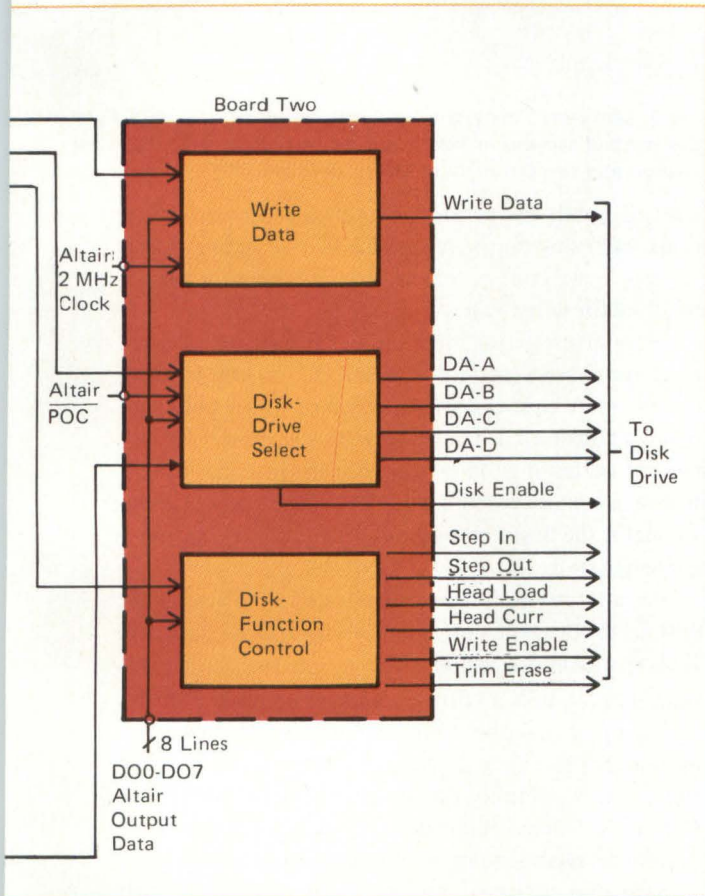 Board Two
Write
Data
Write Data
Altair:
2 MHz
Clock
Altair
POC
Disk-
Drive
Select
DA-A
DA-B
DA-C
DA-D
Disk Enable
To
Disk
Drive
Disk-
Function
Control
Step In
Step Out
Head Load
Head Curr
Write Enable
Trim Erase
8 Lines
DO0-DO7
Altair
Output
Data